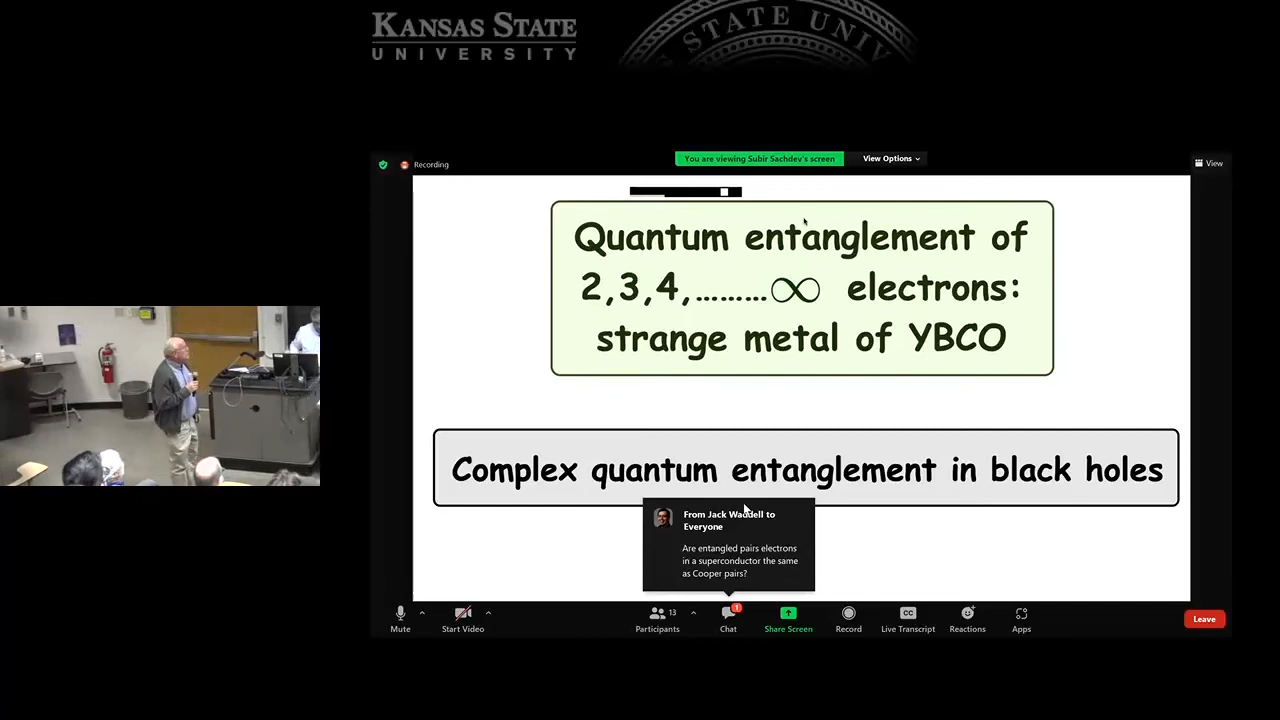 KANSAS STATE
UNIVERSITY
STATE UNIV
Recording
You are viewing Subir Sachdev's screen
View Options
View
Quantum entanglement of
2,3,4,.........∞ electrons:
strange metal of YBCO
Complex quantum entanglement in black holes
From Jack Waddell to
Everyone
Are entangled pairs electrons
in a superconductor the same
as Cooper pairs?
Mute
Start Video
13
Participants
1
Chat
Share Screen
Record
CC
Live Transcript
Reactions
Apps
Leave